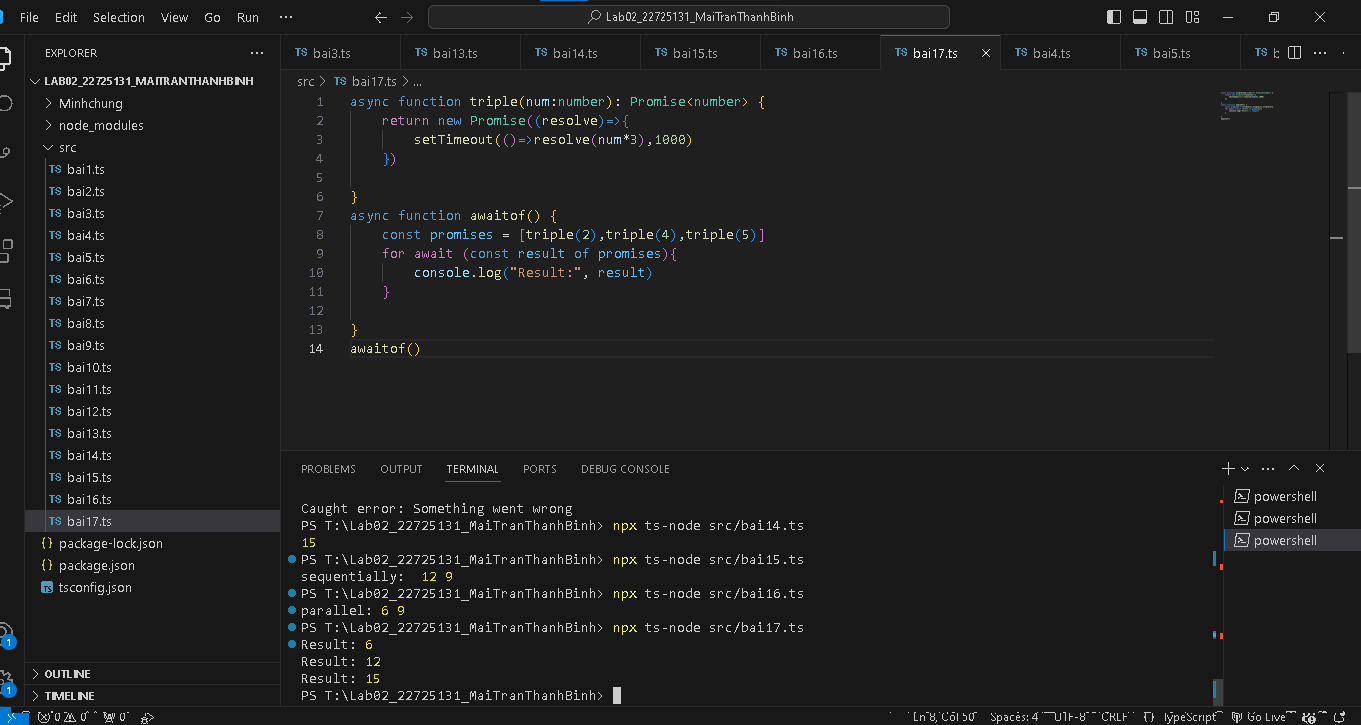 File Edit Selection View Go Run ··· Lab02_22725131_MaiTranThanhBinh
EXPLORER ···
LAB02_22725131_MAITRANTHANHBINH
Minhchung
node_modules
src
TS bai1.ts
TS bai2.ts
TS bai3.ts
TS bai4.ts
TS bai5.ts
TS bai6.ts
TS bai7.ts
TS bai8.ts
TS bai9.ts
TS bai10.ts
TS bai11.ts
TS bai12.ts
TS bai13.ts
TS bai14.ts
TS bai15.ts
TS bai16.ts
TS bai17.ts
{} package-lock.json
{} package.json
TS tsconfig.json
OUTLINE
TIMELINE
1
1
TS bai3.ts TS bai13.ts TS bai14.ts TS bai15.ts TS bai16.ts TS bai17.ts TS bai4.ts TS bai5.ts TS b ···
src > TS bai17.ts > ...
1 async function triple(num:number): Promise<number> {
2 return new Promise((resolve)=>{
3 setTimeout(()=>resolve(num*3),1000)
4 })
5
6 }
7 async function awaitof() {
8 const promises = [triple(2),triple(4),triple(5)]
9 for await (const result of promises){
10 console.log("Result:", result)
11 }
12
13 }
14 awaitof()
PROBLEMS OUTPUT TERMINAL PORTS DEBUG CONSOLE
Caught error: Something went wrong
PS T:\Lab02_22725131_MaiTranThanhBinh> npx ts-node src/bai14.ts
15
PS T:\Lab02_22725131_MaiTranThanhBinh> npx ts-node src/bai15.ts
sequentially: 12 9
PS T:\Lab02_22725131_MaiTranThanhBinh> npx ts-node src/bai16.ts
parallel: 6 9
PS T:\Lab02_22725131_MaiTranThanhBinh> npx ts-node src/bai17.ts
Result: 6
Result: 12
Result: 15
PS T:\Lab02_22725131_MaiTranThanhBinh>
powershell
powershell
powershell
0 0 0 Ln 8, Col 50 Spaces: 4 UTF-8 CRLF {} TypeScript Go Live